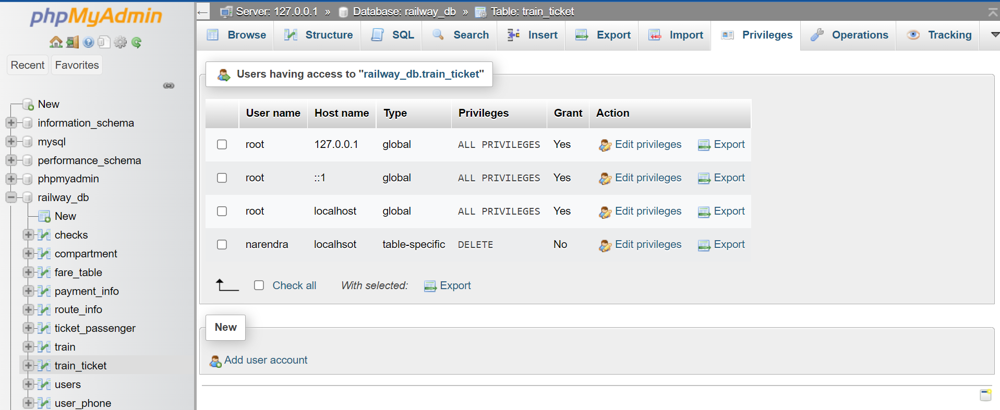 phpMyAdmin
Recent Favorites
New
information_schema
mysql
performance_schema
phpmyadmin
railway_db
New
checks
compartment
fare_table
payment_info
route_info
ticket_passenger
train
train_ticket
users
user_phone
Server: 127.0.0.1 » Database: railway_db » Table: train_ticket
Browse Structure SQL Search Insert Export Import Privileges Operations Tracking
Users having access to "railway_db.train_ticket"
User name Host name Type Privileges Grant Action
root 127.0.0.1 global ALL PRIVILEGES Yes Edit privileges Export
root ::1 global ALL PRIVILEGES Yes Edit privileges Export
root localhost global ALL PRIVILEGES Yes Edit privileges Export
narendra localhsot table-specific DELETE No Edit privileges Export
Check all With selected: Export
New
Add user account